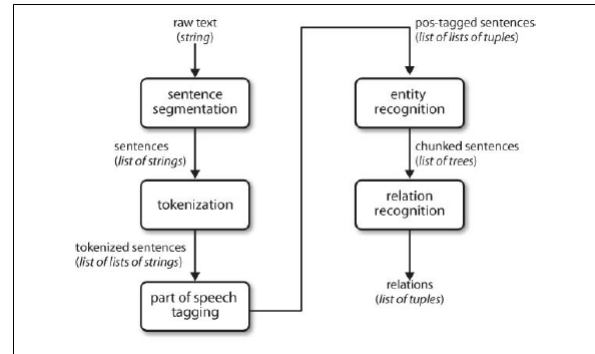 raw text
(string)
sentence
segmentation
sentences
(list of strings)
tokenization
tokenized sentences
(list of lists of strings)
part of speech
tagging
pos-tagged sentences
(list of lists of tuples)
entity
recognition
chunked sentences
(list of trees)
relation
recognition
relations
(list of tuples)